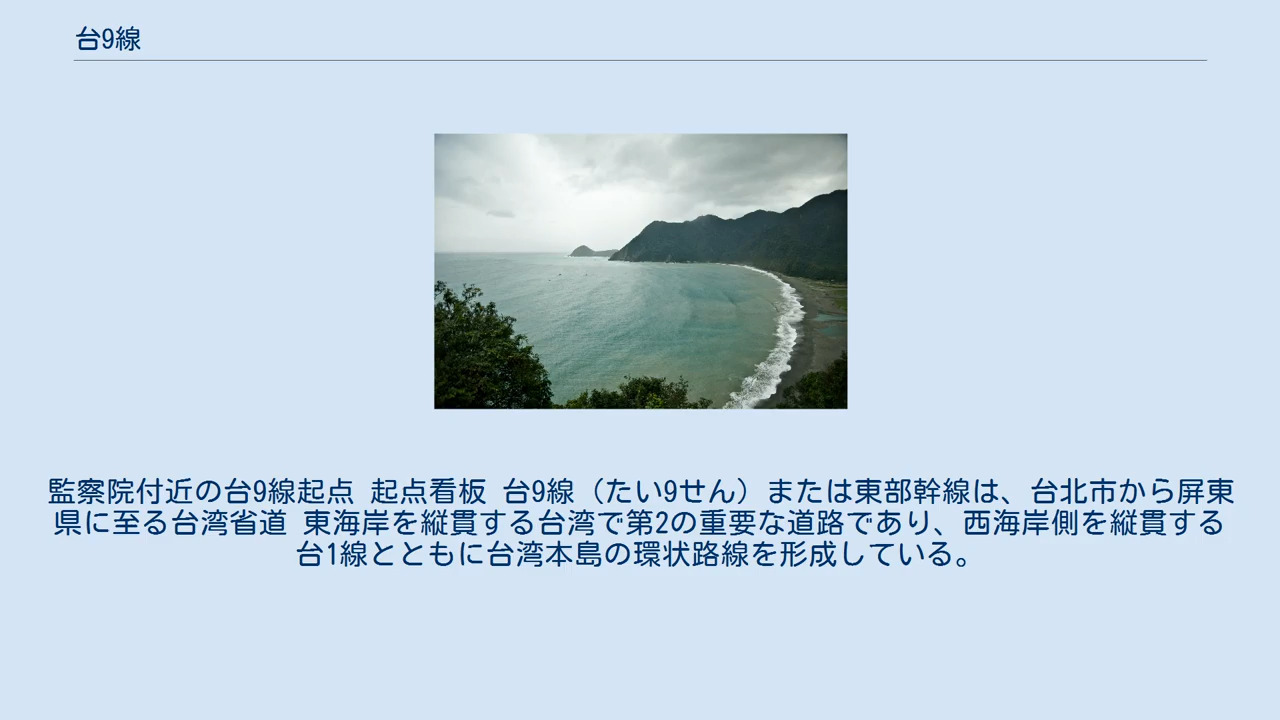 台9線
監察院付近の台9線起点 起点看板 台9線（たい9せん）または東部幹線は、台北市から屏東
県に至る台湾省道 東海岸を縦貫する台湾で第2の重要な道路であり、西海岸側を縦貫する
台1線とともに台湾本島の環状路線を形成している。